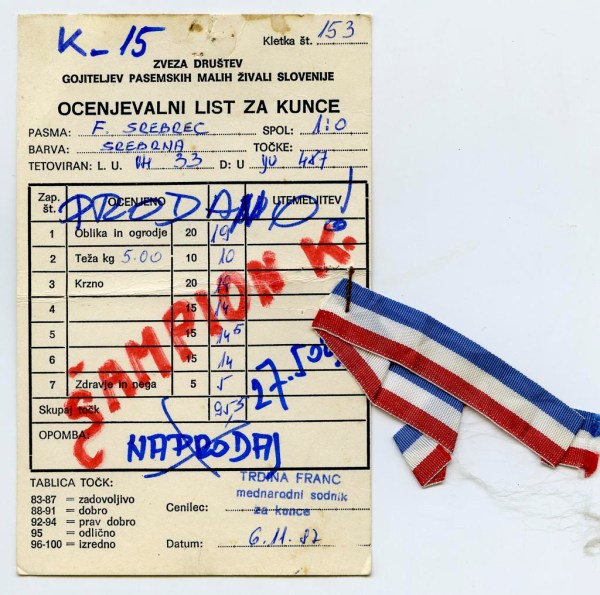 K-15
Kletka št. 153
ZVEZA DRUŠTEV
GOJITELJEV PASEMSKIH MALIH ŽIVALI SLOVENIJE
OCENJEVALNI LIST ZA KUNCE
PASMA: F. SREBREC SPOL: 1:0
BARVA: SREBRNA TOČKE:
TETOVIRAN: L. U. 33 D: U YU 487
Zap. št. OCENJENO UTEMELJITEV
PRODANO!
1 Oblika in ogrodje 20 19
2 Teža kg 5.00 10 10
3 Krzno 20
4 15 14
5 15 145
6 15 14
7 Zdravje in nega 5 5
Skupaj točk 95,5
ŠAMPION K.
OPOMBA: NAPRODAJ
TABLICA TOČK:
83-87 = zadovoljivo
88-91 = dobro
92-94 = prav dobro
95 = odlično
96-100 = izredno
TRDINA FRANC
mednarodni sodnik
za kunce
Cenilec:
Datum: 6.11.87